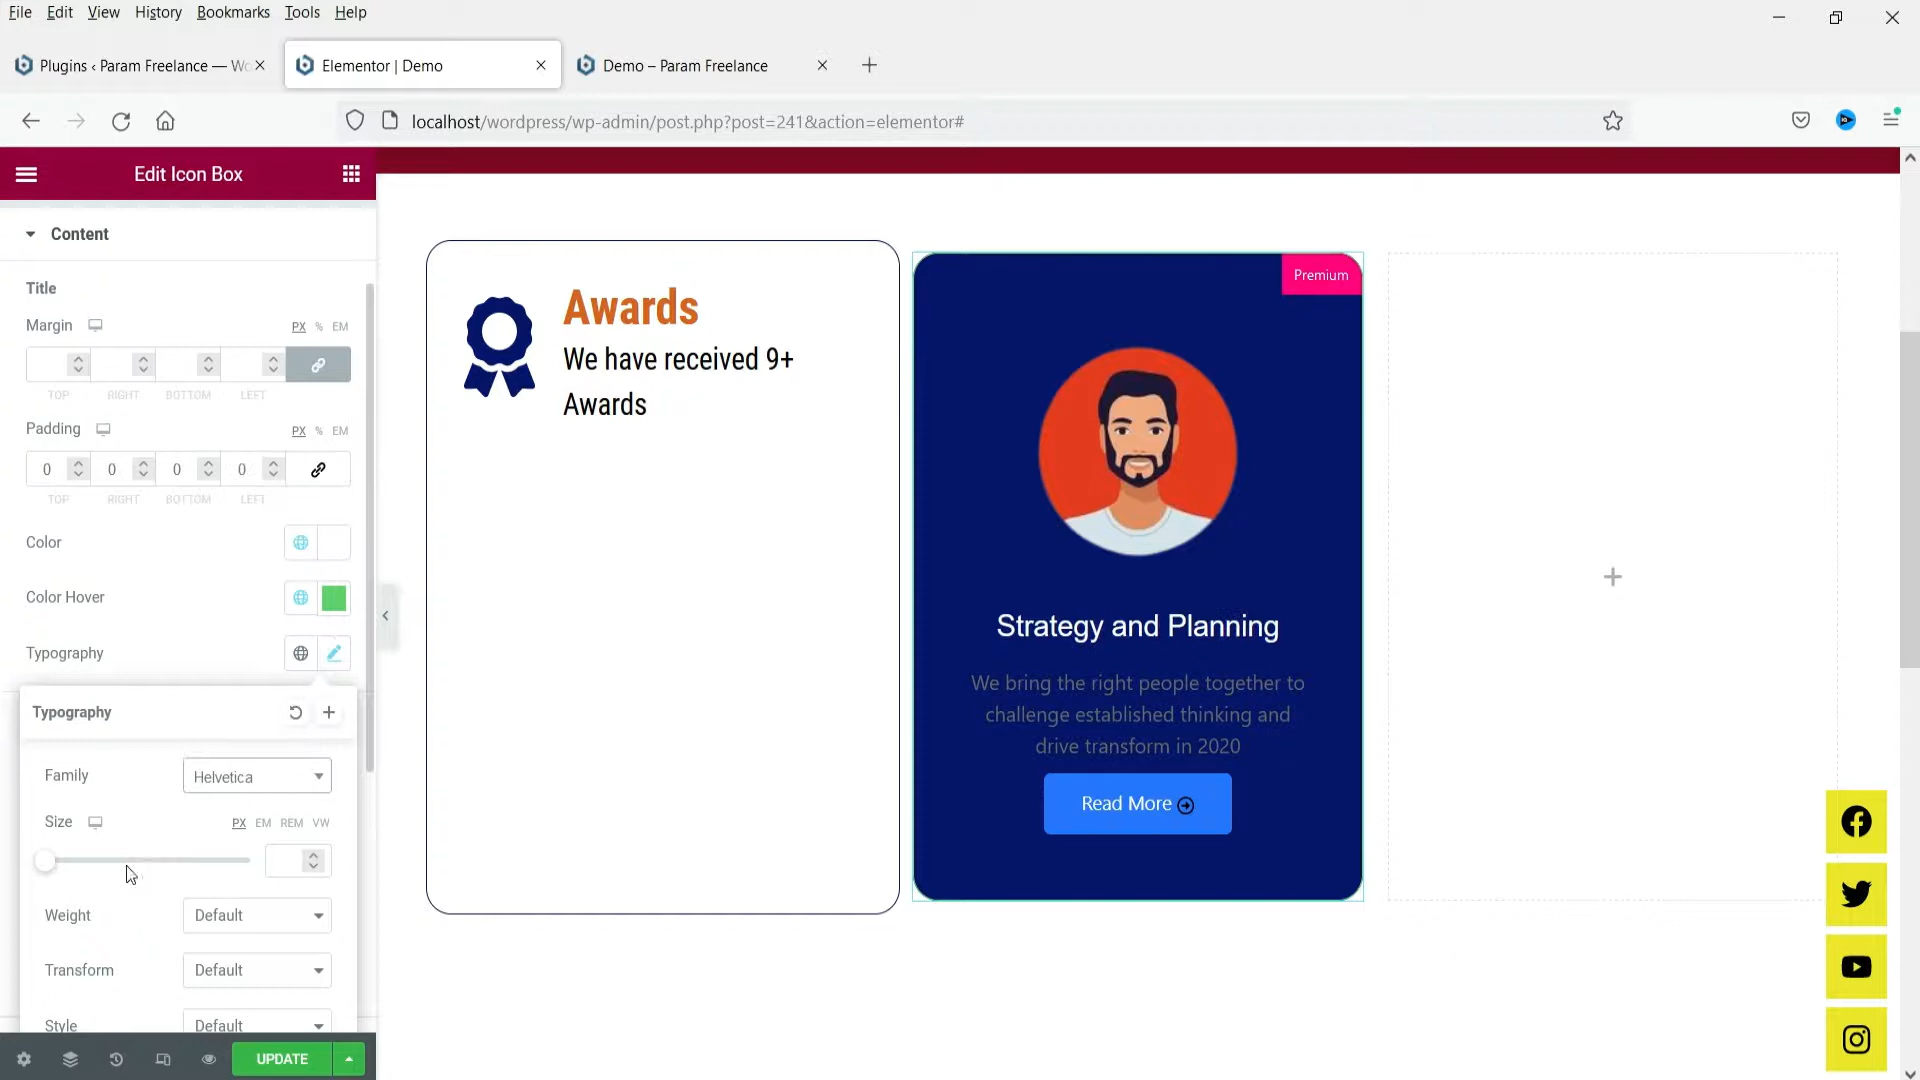 File Edit View History Bookmarks Tools Help
Plugins ‹ Param Freelance — Wo
Elementor | Demo
Demo – Param Freelance
localhost/wordpress/wp-admin/post.php?post=241&action=elementor#
Edit Icon Box
Content
Title
Margin PX % EM
TOP RIGHT BOTTOM LEFT
Padding PX % EM
0 0 0 0
TOP RIGHT BOTTOM LEFT
Color
Color Hover
Typography
Typography
Family Helvetica
Size PX EM REM VW
Weight Default
Transform Default
Style Default
UPDATE
Awards
We have received 9+
Awards
Premium
Strategy and Planning
We bring the right people together to
challenge established thinking and
drive transform in 2020
Read More